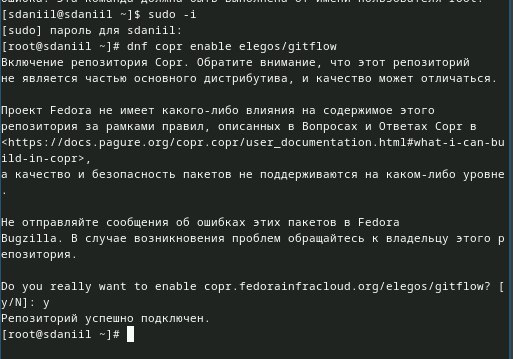 ошибка: эта команда должна быть выполнена от имени пользователя root.
[sdaniil@sdaniil ~]$ sudo -i
[sudo] пароль для sdaniil:
[root@sdaniil ~]# dnf copr enable elegos/gitflow
Включение репозитория Copr. Обратите внимание, что этот репозиторий
не является частью основного дистрибутива, и качество может отличаться.
Проект Fedora не имеет какого-либо влияния на содержимое этого
репозитория за рамками правил, описанных в Вопросах и Ответах Copr в
<https://docs.pagure.org/copr.copr/user_documentation.html#what-i-can-bu
ild-in-copr>,
а качество и безопасность пакетов не поддерживаются на каком-либо уровне
.
Не отправляйте сообщения об ошибках этих пакетов в Fedora
Bugzilla. В случае возникновения проблем обращайтесь к владельцу этого р
епозитория.
Do you really want to enable copr.fedorainfracloud.org/elegos/gitflow? [
y/N]: y
Репозиторий успешно подключен.
[root@sdaniil ~]#